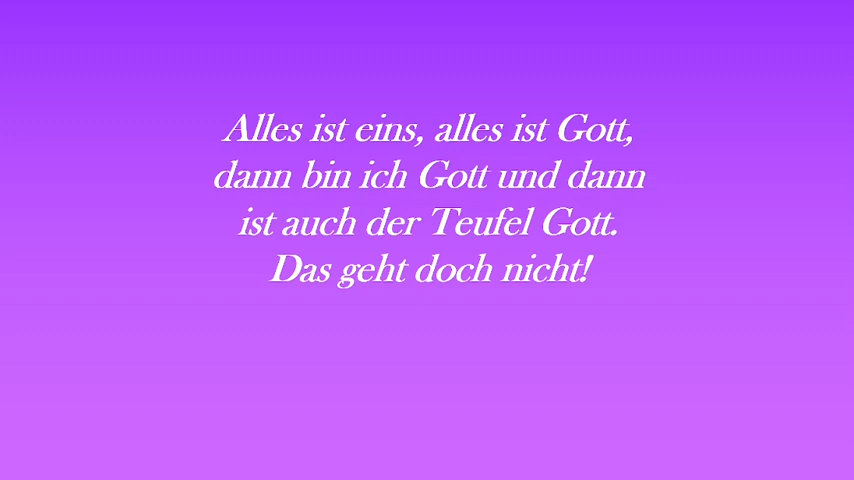 Alles ist eins, alles ist Gott,
dann bin ich Gott und dann
ist auch der Teufel Gott.
Das geht doch nicht!